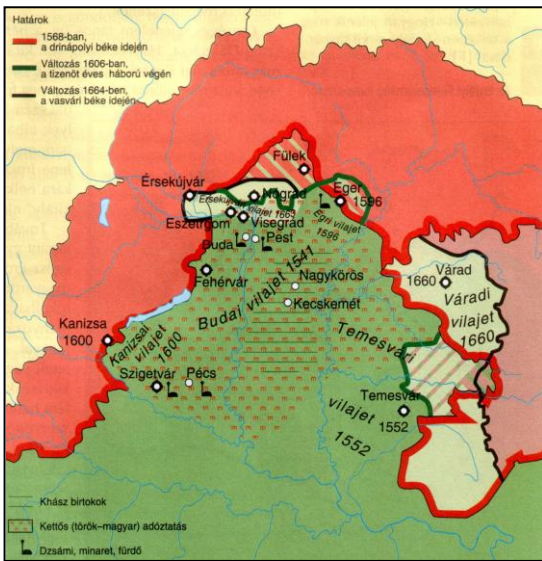 Határok
1568-ban,
a drinápolyi béke idején
Változás 1606-ban,
a tizenöt éves háború végén
Változás 1664-ben,
a vasvári béke idején
Fülek
Érsekújvár
Nógrád
Eger
1596
Érsekújvári vilajet 1663
Egri vilajet
1596
Esztergom
Visegrád
Buda
Pest
Fehérvár
Budai vilajet 1541
Nagykőrös
Kecskemét
Várad
1660
Váradi
vilajet
1660
Kanizsa
1600
Kanizsai
vilajet
1600
Temesvári
vilajet
1552
Szigetvár
Pécs
Temesvár
1552
Khász birtokok
Kettős (török–magyar) adóztatás
Dzsámi, minaret, fürdő